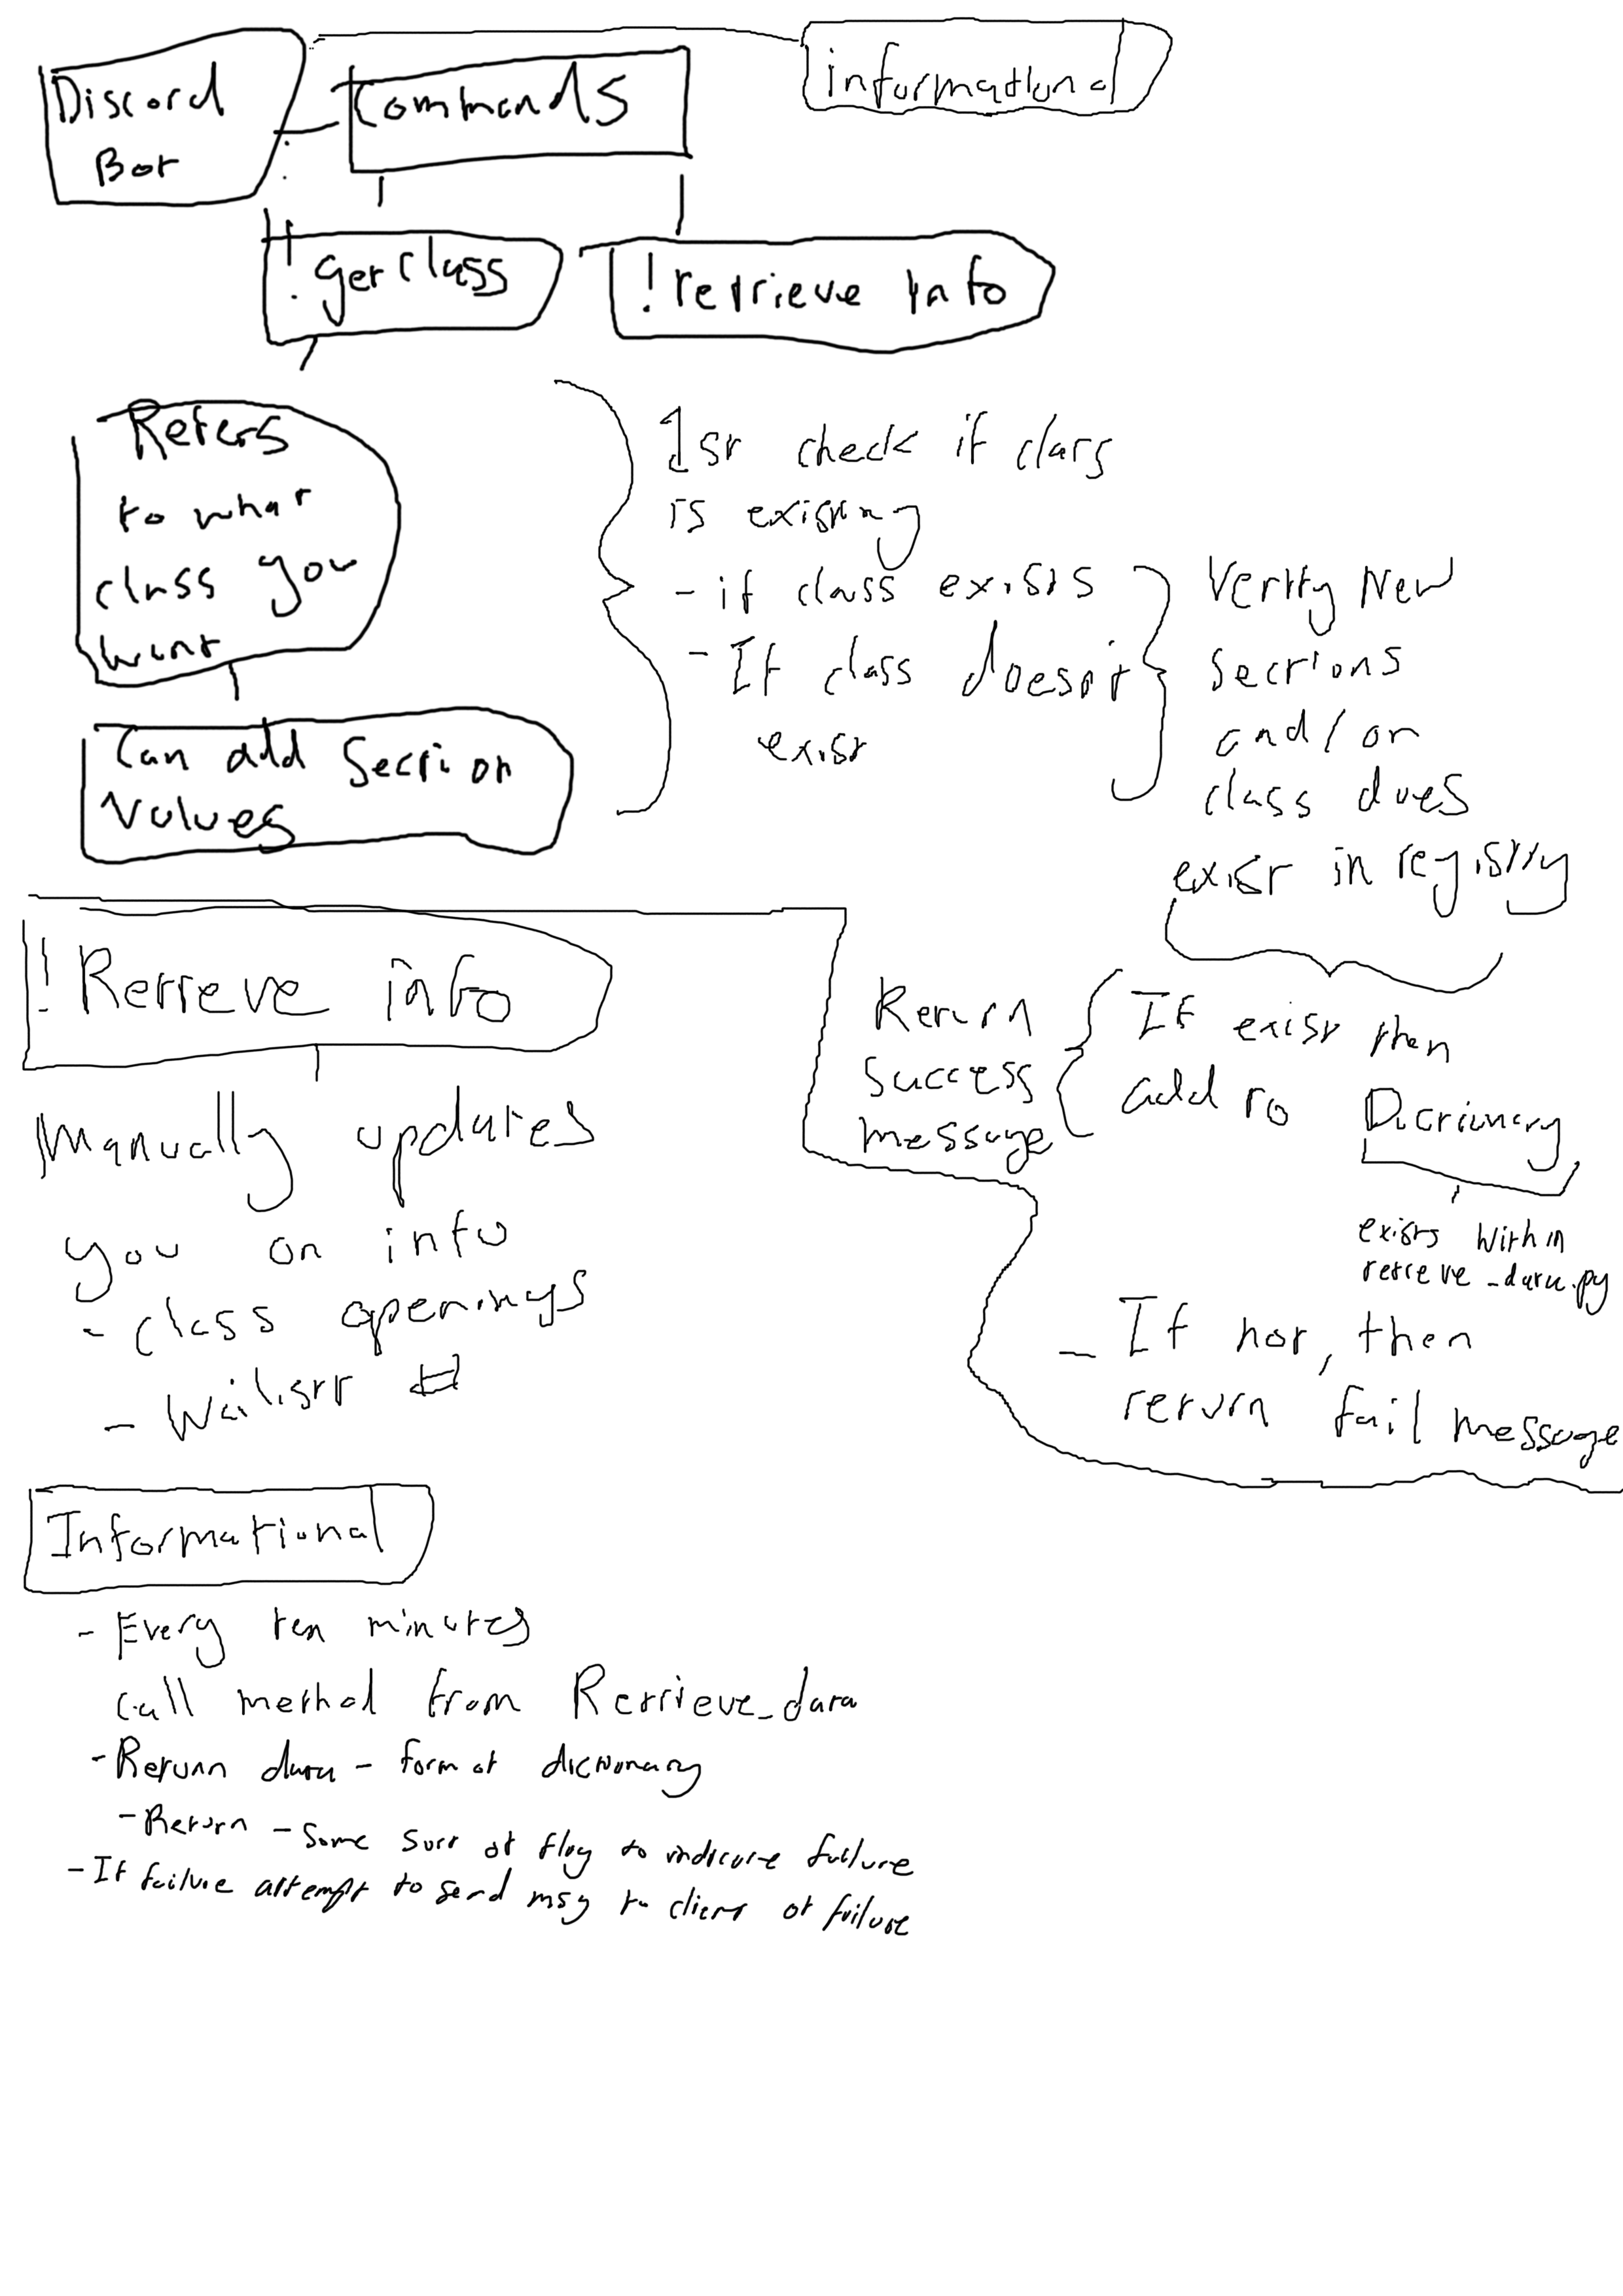 Discord
Bot
Commands
informational
! getclass
! retrieve info
Refers
to what
class you
want
Can add section
values
1st check if class
is existing
- if class exists
- If class doesn't
exist
Verify New
Sections
and/or
class does
exist in registry
If exist then
add to Dictionary
exists within
retreve_data.py
Return
success
message
- If not, then
return fail message
! Retreve info
Manually updates
you on info
- class openings
- Wailistt #
Informational
- Every ten minutes
call method from Retrieve_data
- Return data - format dictionary
- Return - Some sort of flag to indicate failure
- If failure attempt to send msg to client of failure